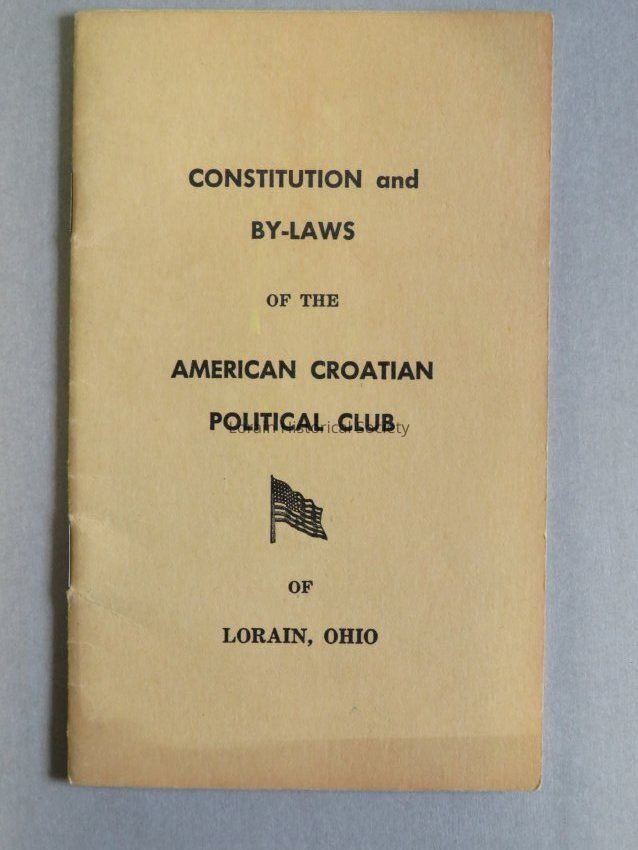 CONSTITUTION and
BY-LAWS
OF THE
AMERICAN CROATIAN
POLITICAL CLUB
Lorain Historical Society
OF
LORAIN, OHIO